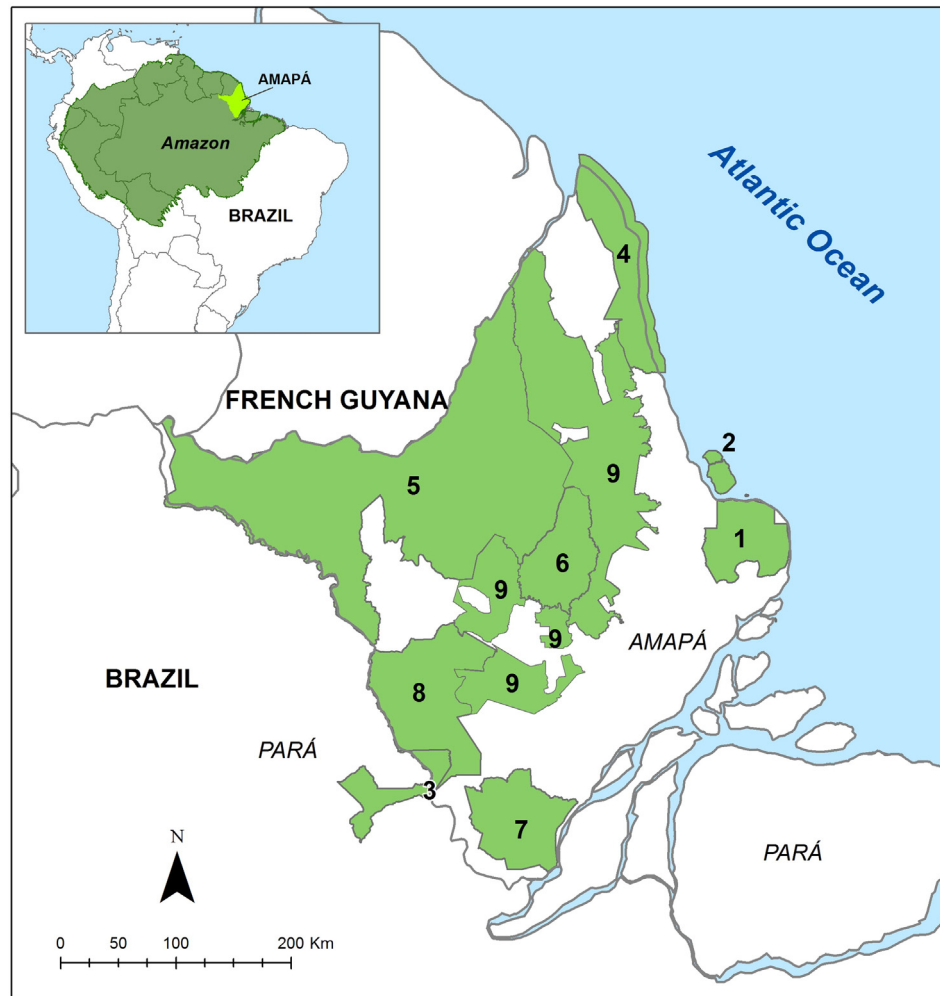 AMAPÁ
Amazon
BRAZIL
Atlantic Ocean
4
FRENCH GUYANA
2
9
5
1
6
9
9
AMAPÁ
BRAZIL
8
9
PARÁ
3
7
PARÁ
N
0 50 100 200 Km